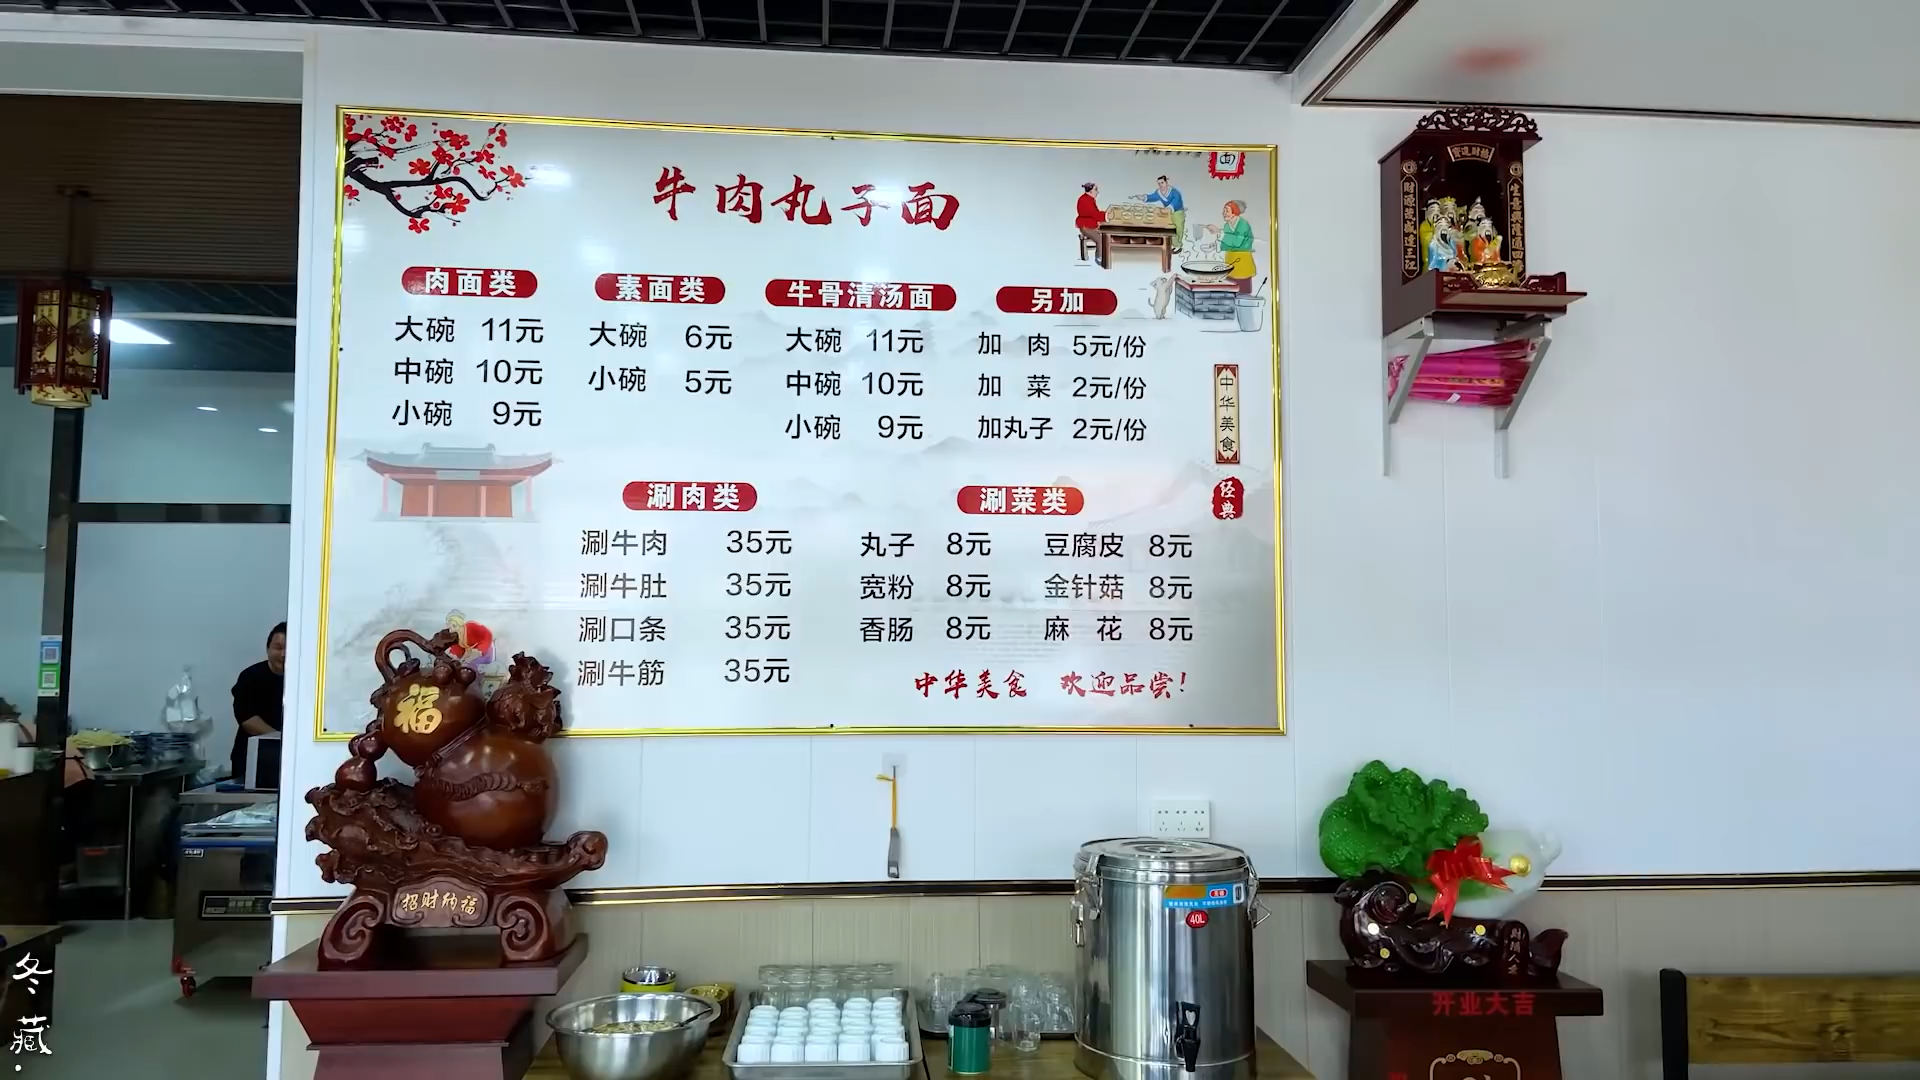 牛肉丸子面
面
肉面类
大碗 11元
中碗 10元
小碗 9元
素面类
大碗 6元
小碗 5元
牛骨清汤面
大碗 11元
中碗 10元
小碗 9元
另加
加肉 5元/份
加菜 2元/份
加丸子 2元/份
中华美食
经典
涮肉类
涮牛肉 35元
涮牛肚 35元
涮口条 35元
涮牛筋 35元
涮菜类
丸子 8元 豆腐皮 8元
宽粉 8元 金针菇 8元
香肠 8元 麻花 8元
中华美食 欢迎品尝!
財源茂盛達三江
福
招财纳福
40L
开业大吉
冬藏